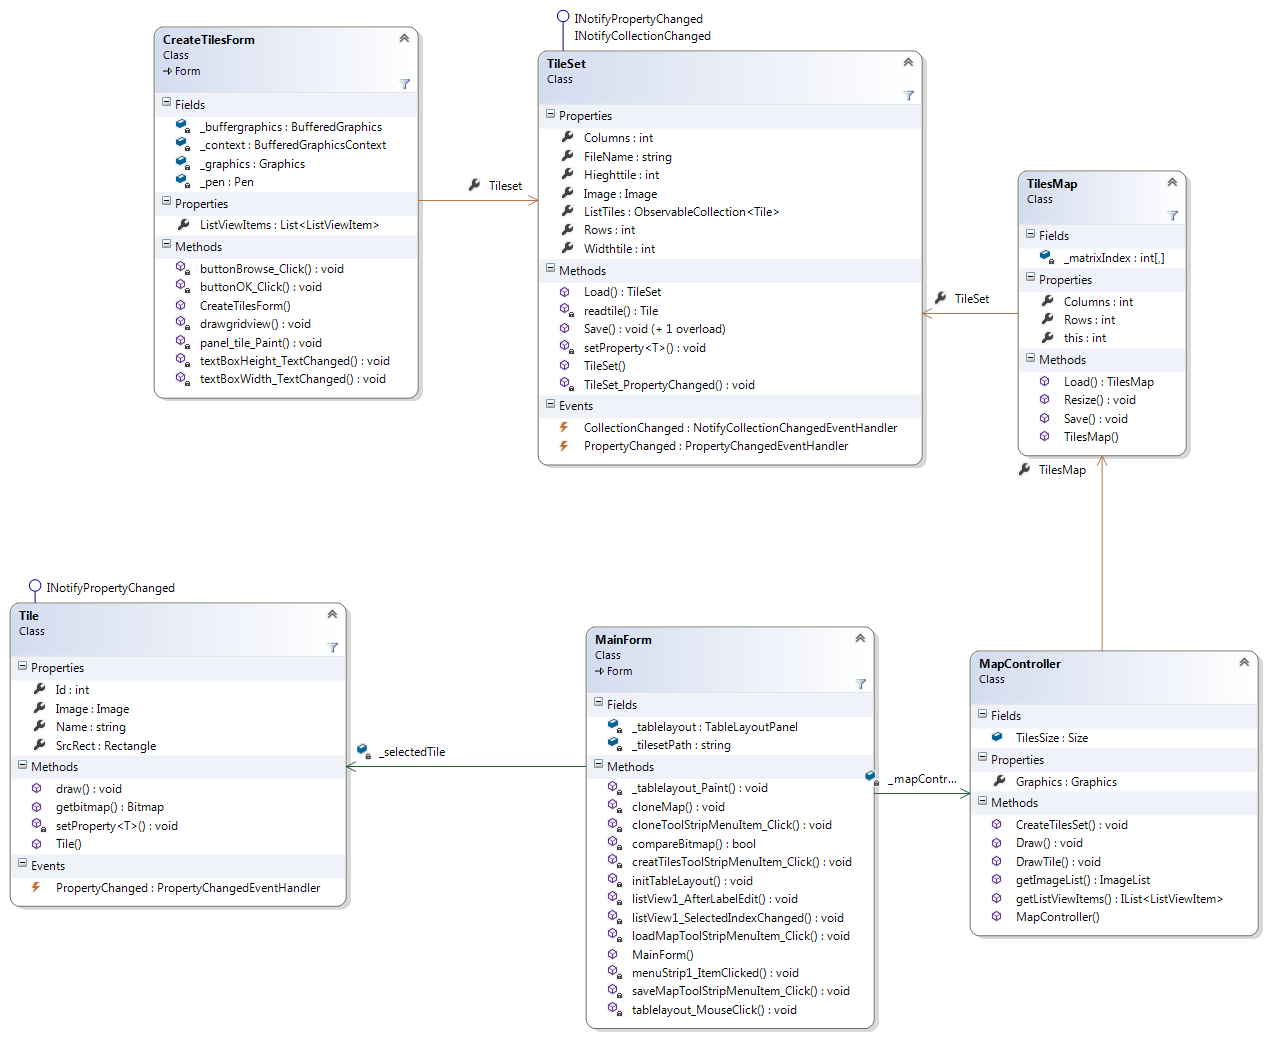 CreateTilesForm
Class
Form
Fields
_buffergraphics : BufferedGraphics
_context : BufferedGraphicsContext
_graphics : Graphics
_pen : Pen
Properties
ListViewItems : List<ListViewItem>
Methods
buttonBrowse_Click() : void
buttonOK_Click() : void
CreateTilesForm()
drawgridview() : void
panel_tile_Paint() : void
textBoxHeight_TextChanged() : void
textBoxWidth_TextChanged() : void
Tileset
INotifyPropertyChanged
INotifyCollectionChanged
TileSet
Class
Properties
Columns : int
FileName : string
Hieghttile : int
Image : Image
ListTiles : ObservableCollection<Tile>
Rows : int
Widthtile : int
Methods
Load() : TileSet
readtile() : Tile
Save() : void (+ 1 overload)
setProperty<T>() : void
TileSet()
TileSet_PropertyChanged() : void
Events
CollectionChanged : NotifyCollectionChangedEventHandler
PropertyChanged : PropertyChangedEventHandler
TileSet
TilesMap
Class
Fields
_matrixIndex : int[,]
Properties
Columns : int
Rows : int
this : int
Methods
Load() : TilesMap
Resize() : void
Save() : void
TilesMap()
TilesMap
INotifyPropertyChanged
Tile
Class
Properties
Id : int
Image : Image
Name : string
SrcRect : Rectangle
Methods
draw() : void
getbitmap() : Bitmap
setProperty<T>() : void
Tile()
Events
PropertyChanged : PropertyChangedEventHandler
_selectedTile
MainForm
Class
Form
Fields
_tablelayout : TableLayoutPanel
_tilesetPath : string
Methods
_tablelayout_Paint() : void
cloneMap() : void
cloneToolStripMenuItem_Click() : void
compareBitmap() : bool
creatTilesToolStripMenuItem_Click() : void
initTableLayout() : void
listView1_AfterLabelEdit() : void
listView1_SelectedIndexChanged() : void
loadMapToolStripMenuItem_Click() : void
MainForm()
menuStrip1_ItemClicked() : void
saveMapToolStripMenuItem_Click() : void
tablelayout_MouseClick() : void
_mapContr...
MapController
Class
Fields
TilesSize : Size
Properties
Graphics : Graphics
Methods
CreateTilesSet() : void
Draw() : void
DrawTile() : void
getImageList() : ImageList
getListViewItems() : IList<ListViewItem>
MapController()